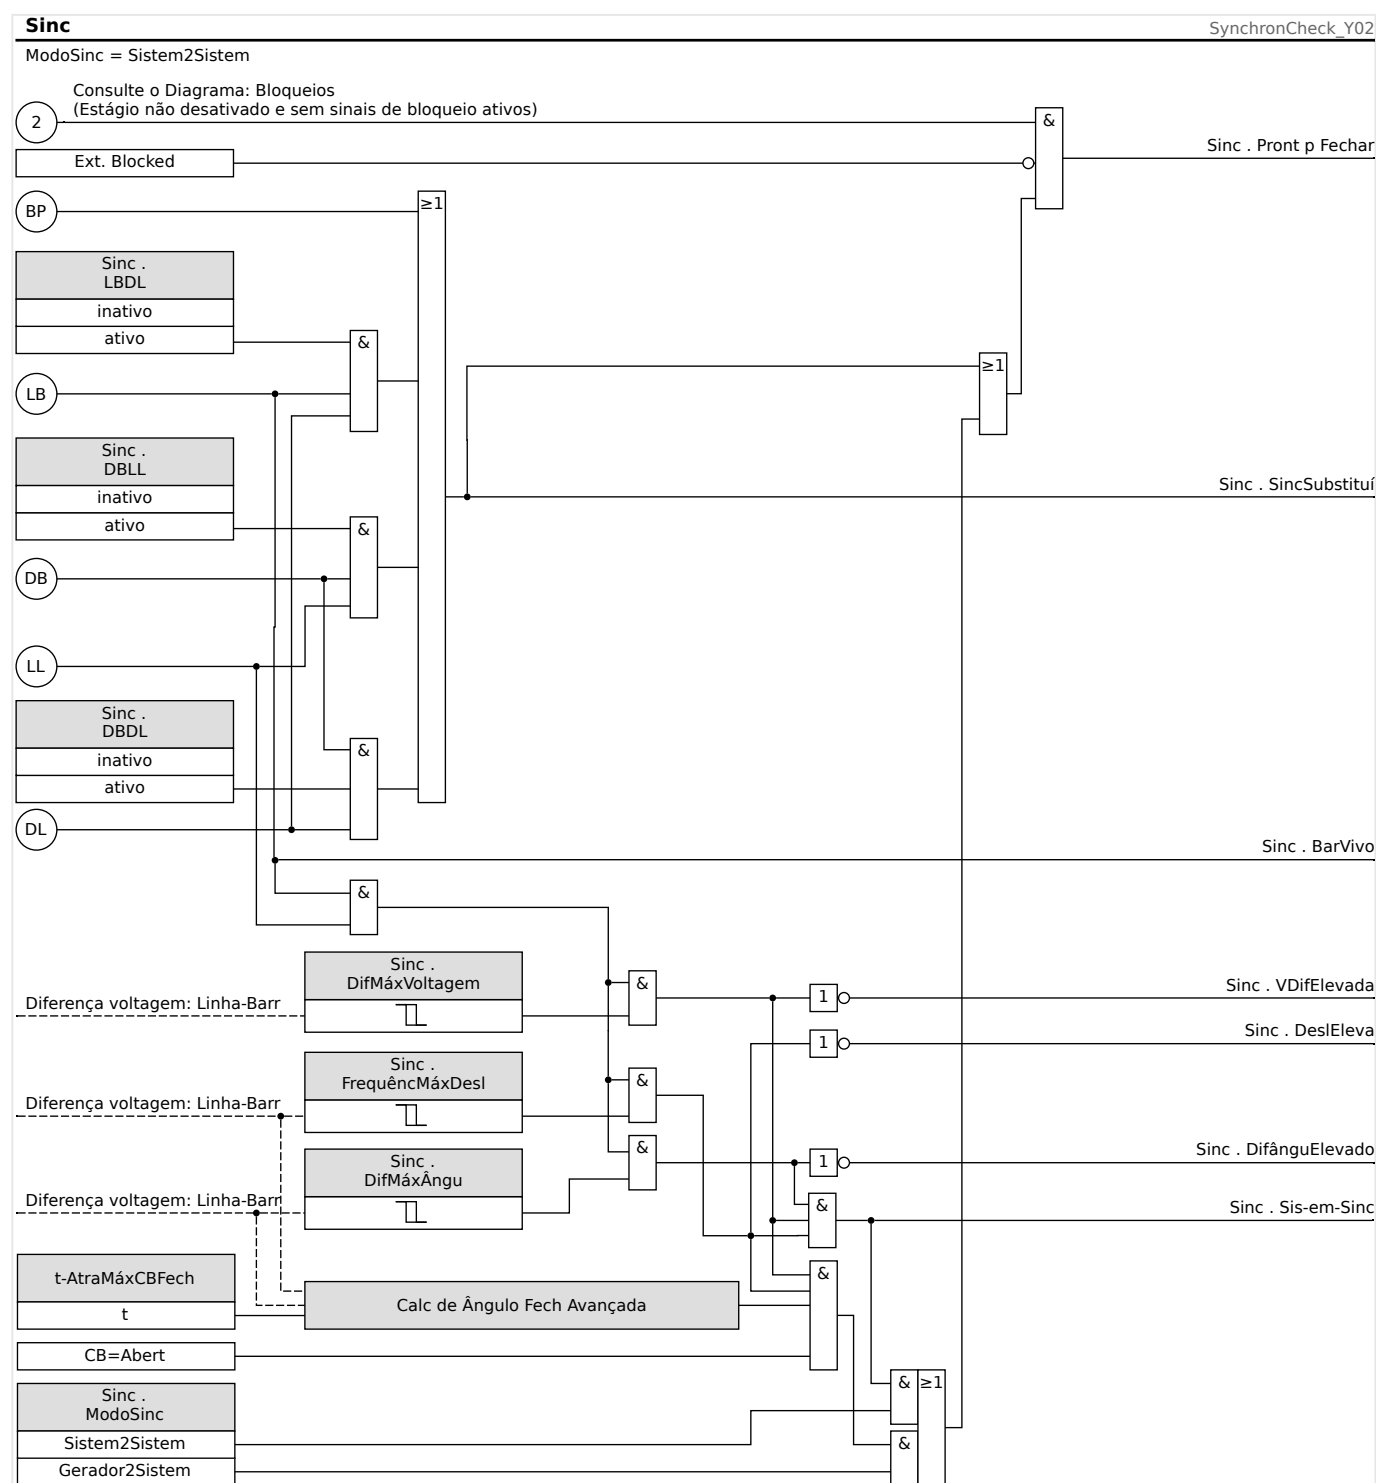 Sinc
SynchronCheck_Y02
ModoSinc = Sistem2Sistem
Consulte o Diagrama: Bloqueios
(Estágio não desativado e sem sinais de bloqueio ativos)
2
&
Sinc . Pront p Fechar
Ext. Blocked
BP
≥1
Sinc .
LBDL
inativo
ativo
&
≥1
LB
Sinc .
DBLL
inativo
ativo
&
Sinc . SincSubstituí
DB
LL
Sinc .
DBDL
inativo
ativo
&
DL
Sinc . BarVivo
&
Sinc .
DifMáxVoltagem
Diferença voltagem: Linha-Barr
&
1
Sinc . VDifElevada
1
Sinc . DeslEleva
Sinc .
FrequêncMáxDesl
Diferença voltagem: Linha-Barr
&
&
Sinc .
DifMáxÂngu
Diferença voltagem: Linha-Barr
1
Sinc . DifânguElevado
&
Sinc . Sis-em-Sinc
t-AtraMáxCBFech
t
Calc de Ângulo Fech Avançada
&
CB=Abert
Sinc .
ModoSinc
Sistem2Sistem
Gerador2Sistem
&
≥1
&